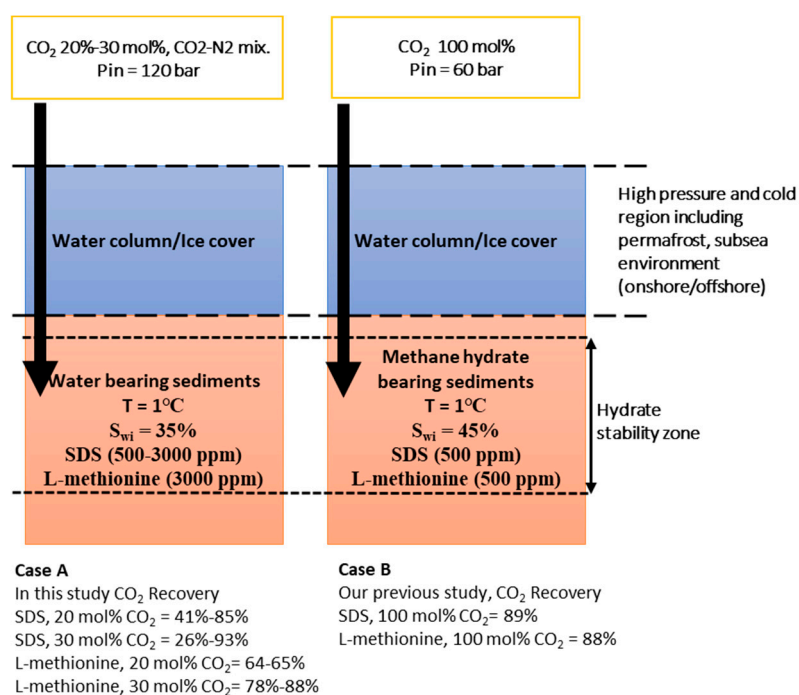 CO₂ 20%-30 mol%, CO2-N2 mix.
Pin = 120 bar
CO₂ 100 mol%
Pin = 60 bar
Water column/Ice cover
Water column/Ice cover
High pressure and cold
region including
permafrost, subsea
environment
(onshore/offshore)
Water bearing sediments
T = 1°C
S_wi = 35%
SDS (500-3000 ppm)
L-methionine (3000 ppm)
Methane hydrate
bearing sediments
T = 1°C
S_wi = 45%
SDS (500 ppm)
L-methionine (500 ppm)
Hydrate
stability zone
Case A
In this study CO₂ Recovery
SDS, 20 mol% CO₂ = 41%-85%
SDS, 30 mol% CO₂ = 26%-93%
L-methionine, 20 mol% CO₂= 64-65%
L-methionine, 30 mol% CO₂ = 78%-88%
Case B
Our previous study, CO₂ Recovery
SDS, 100 mol% CO₂= 89%
L-methionine, 100 mol% CO₂ = 88%